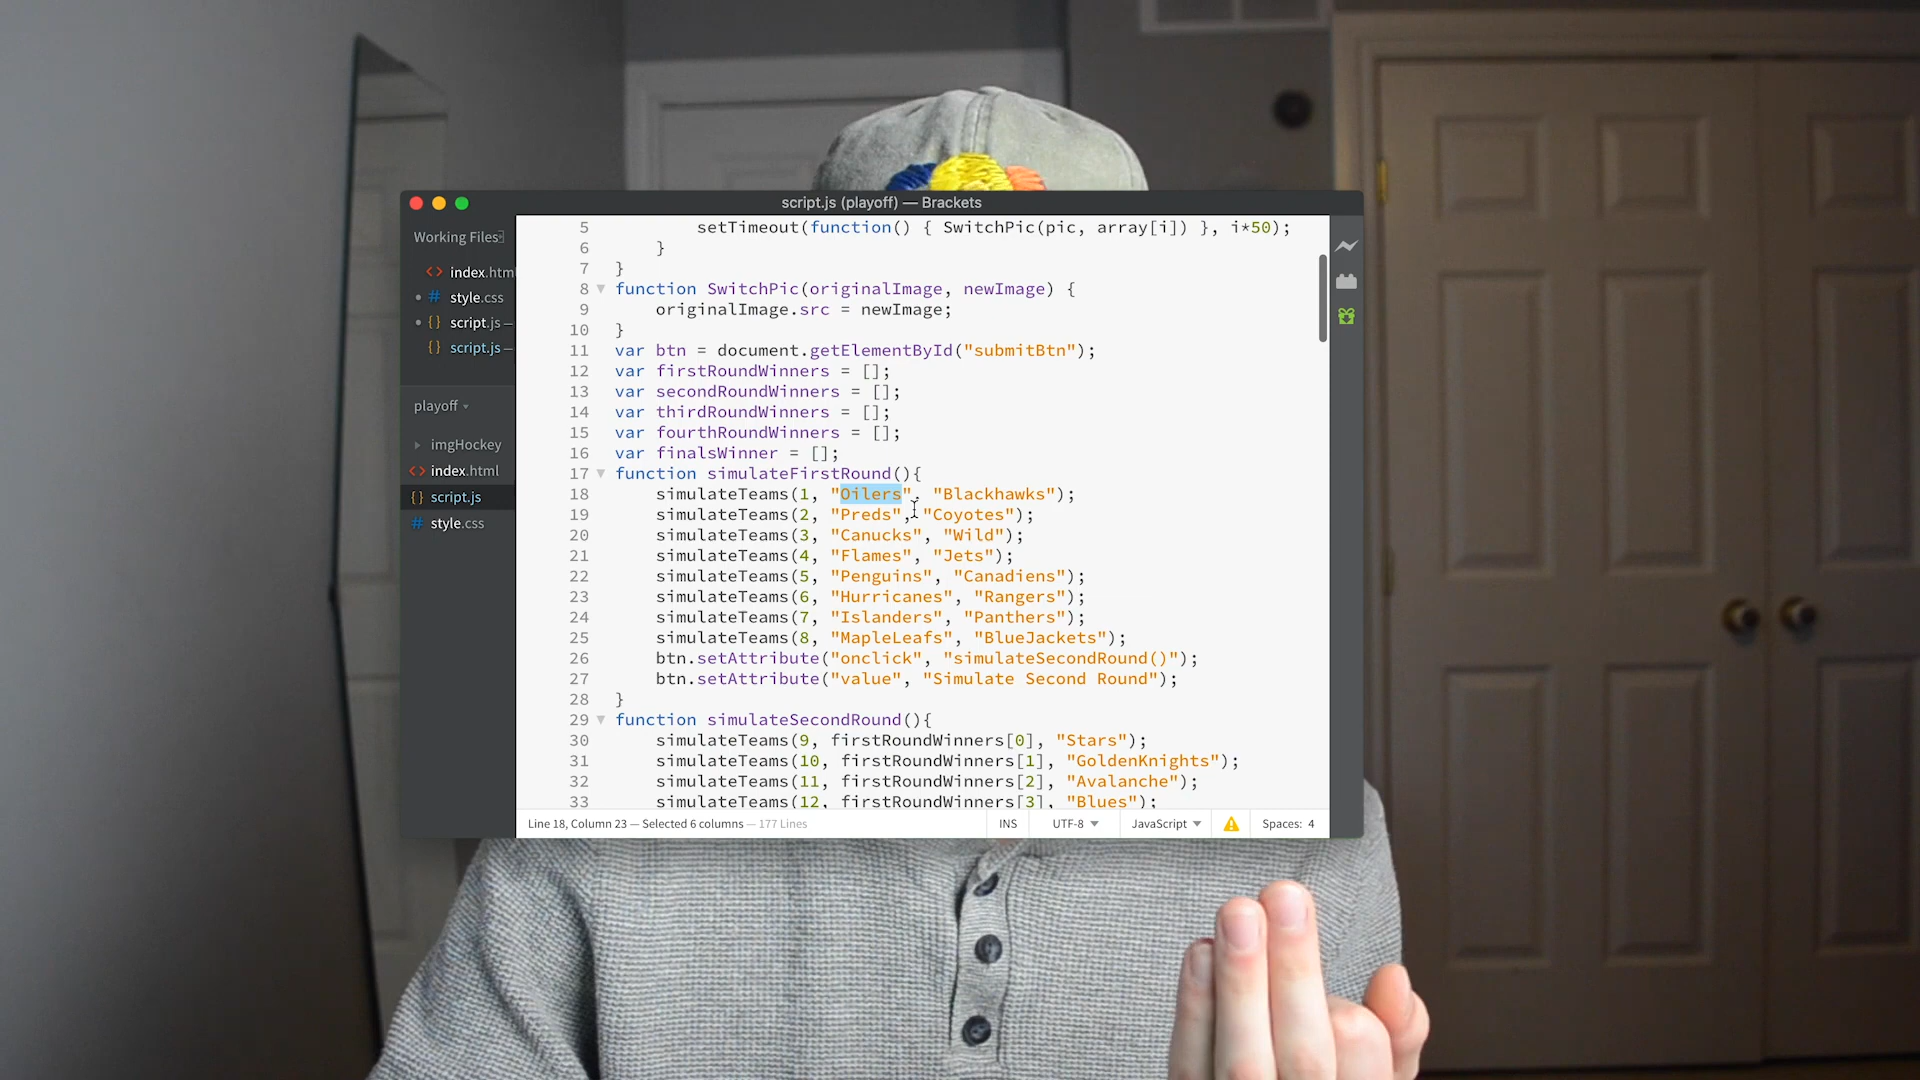 script.js (playoff) — Brackets
Working Files
index.htm
style.css
script.js —
script.js —
playoff
imgHockey
index.html
script.js
style.css
5 setTimeout(function() { SwitchPic(pic, array[i]) }, i*50);
6 }
7 }
8 function SwitchPic(originalImage, newImage) {
9 originalImage.src = newImage;
10 }
11 var btn = document.getElementById("submitBtn");
12 var firstRoundWinners = [];
13 var secondRoundWinners = [];
14 var thirdRoundWinners = [];
15 var fourthRoundWinners = [];
16 var finalsWinner = [];
17 function simulateFirstRound(){
18 simulateTeams(1, "Oilers", "Blackhawks");
19 simulateTeams(2, "Preds", "Coyotes");
20 simulateTeams(3, "Canucks", "Wild");
21 simulateTeams(4, "Flames", "Jets");
22 simulateTeams(5, "Penguins", "Canadiens");
23 simulateTeams(6, "Hurricanes", "Rangers");
24 simulateTeams(7, "Islanders", "Panthers");
25 simulateTeams(8, "MapleLeafs", "BlueJackets");
26 btn.setAttribute("onclick", "simulateSecondRound()");
27 btn.setAttribute("value", "Simulate Second Round");
28 }
29 function simulateSecondRound(){
30 simulateTeams(9, firstRoundWinners[0], "Stars");
31 simulateTeams(10, firstRoundWinners[1], "GoldenKnights");
32 simulateTeams(11, firstRoundWinners[2], "Avalanche");
33 simulateTeams(12, firstRoundWinners[3], "Blues");
Line 18, Column 23 — Selected 6 columns — 177 Lines
INS
UTF-8
JavaScript
Spaces: 4